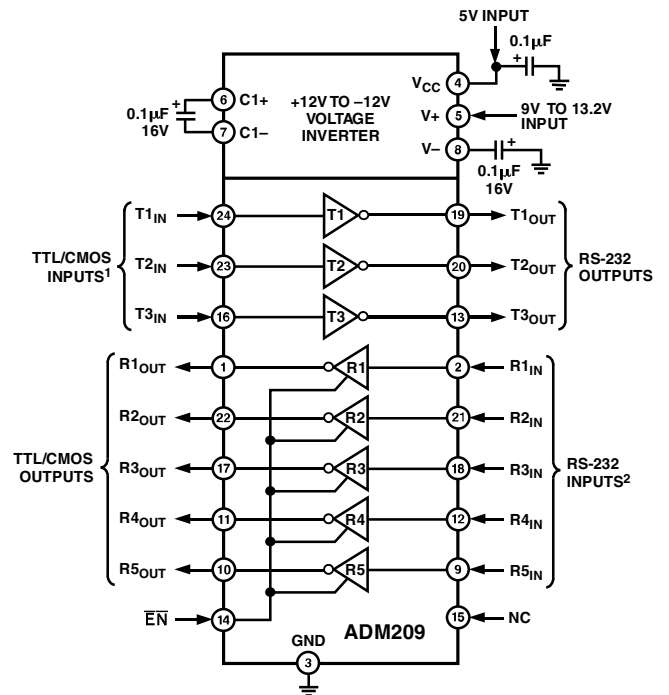 5V INPUT
0.1μF
+
VCC 4
6 C1+
+12V TO –12V
VOLTAGE
INVERTER
+
0.1μF
16V
7 C1–
V+ 5
9V TO 13.2V
INPUT
V– 8
+
0.1μF
16V
T1IN 24 T1 19 T1OUT
TTL/CMOS
INPUTS1
T2IN 23 T2 20 T2OUT
RS-232
OUTPUTS
T3IN 16 T3 13 T3OUT
R1OUT 1 R1 2 R1IN
R2OUT 22 R2 21 R2IN
TTL/CMOS
OUTPUTS
R3OUT 17 R3 18 R3IN
RS-232
INPUTS2
R4OUT 11 R4 12 R4IN
R5OUT 10 R5 9 R5IN
EN 14
15 NC
GND
3
ADM209